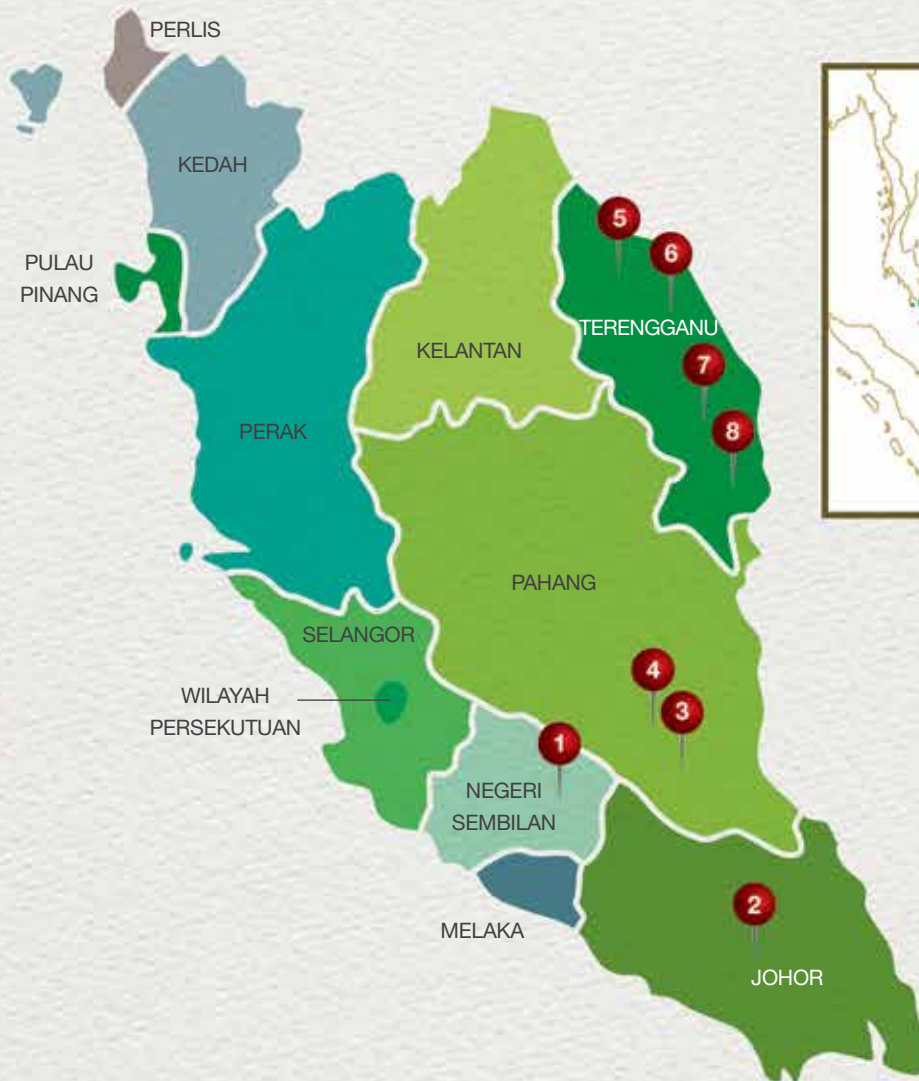 PERLIS
KEDAH
PULAU
PINANG
5
6
TERENGGANU
KELANTAN
7
PERAK
8
PAHANG
SELANGOR
4
WILAYAH
PERSEKUTUAN
3
1
NEGERI
SEMBILAN
2
MELAKA
JOHOR